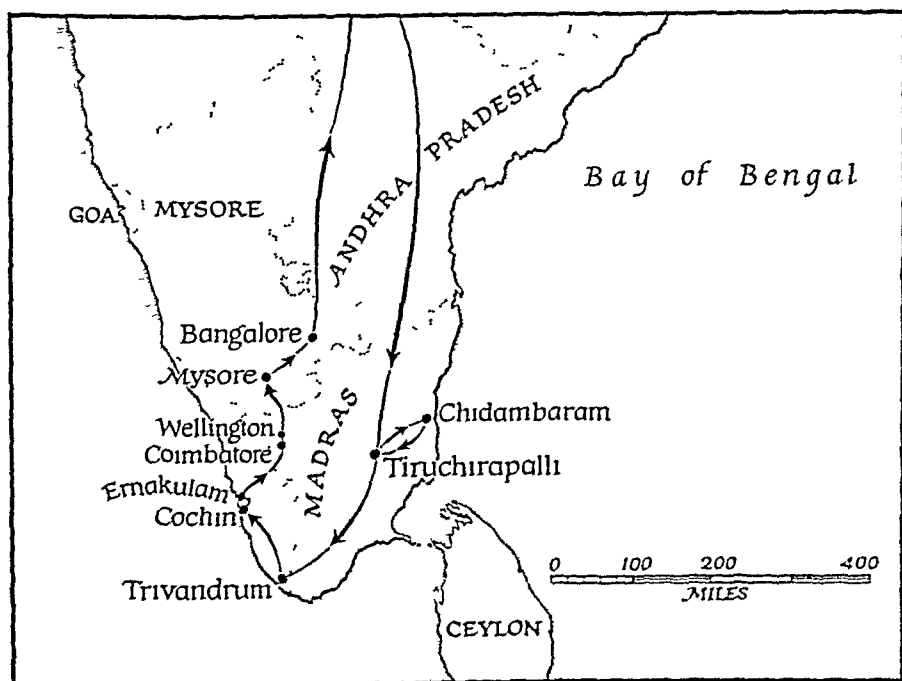 ANDHRA PRADESH
Bay of Bengal
GOA
MYSORE
Bangalore
Mysore
MADRAS
Chidambaram
Wellington
Coimbatore
Tiruchirapalli
Ernakulam
Cochin
Trivandrum
0 100 200 400
MILES
CEYLON